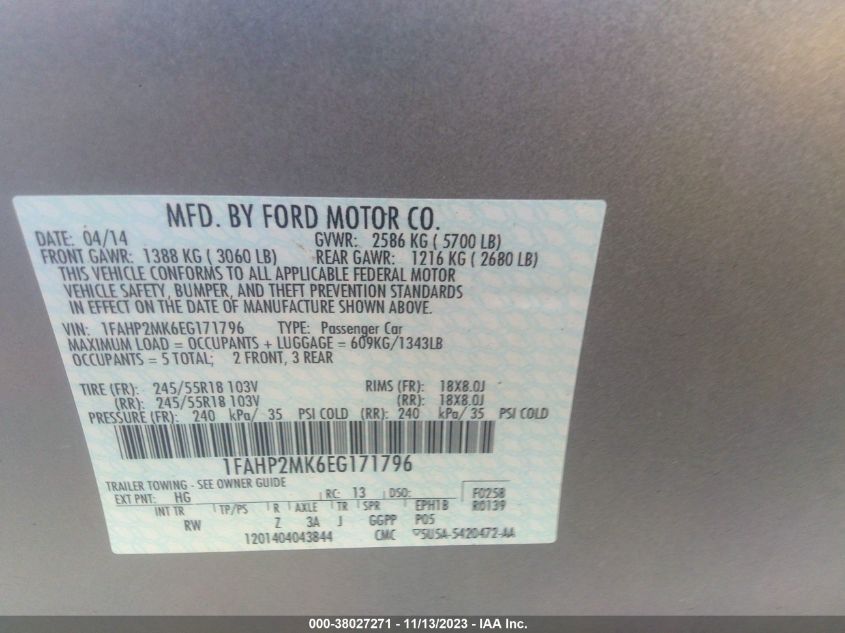 MFD. BY FORD MOTOR CO.
DATE: 04/14 GVWR: 2586 KG ( 5700 LB)
FRONT GAWR: 1388 KG ( 3060 LB) REAR GAWR: 1216 KG ( 2680 LB)
THIS VEHICLE CONFORMS TO ALL APPLICABLE FEDERAL MOTOR
VEHICLE SAFETY, BUMPER, AND THEFT PREVENTION STANDARDS
IN EFFECT ON THE DATE OF MANUFACTURE SHOWN ABOVE.
VIN: 1FAHP2MK6EG171796 TYPE: Passenger Car
MAXIMUM LOAD = OCCUPANTS + LUGGAGE = 609KG/1343LB
OCCUPANTS = 5 TOTAL; 2 FRONT, 3 REAR
TIRE (FR): 245/55R18 103V RIMS (FR): 18X8.0J
(RR): 245/55R18 103V (RR): 18X8.0J
PRESSURE (FR): 240 kPa/ 35 PSI COLD (RR): 240 kPa/ 35 PSI COLD
1FAHP2MK6EG171796
TRAILER TOWING - SEE OWNER GUIDE
EXT PNT: HG RC: 13 DSO: F0258
INT TR TP/PS R AXLE TR SPR EPH1B R0139
RW Z 3A J GGPP P05
1201404043844 CMC 5U5A-5420472-AA
000-38027271 - 11/13/2023 - IAA Inc.